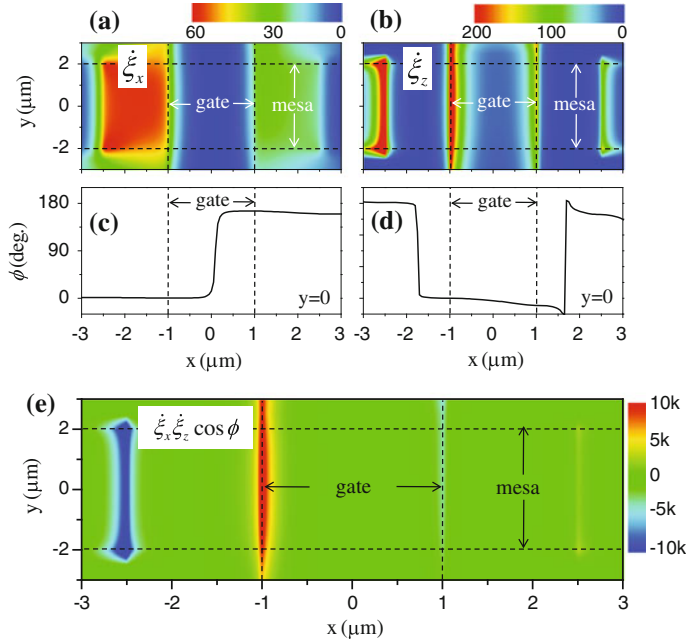 (a) 60 30 0
(b) 200 100 0
y (μm) 2 0 -2
ξ̇x gate mesa
ξ̇z gate mesa
(c) gate y=0
(d) gate y=0
ϕ (deg.) 180 90 0
-3 -2 -1 0 1 2 3
-3 -2 -1 0 1 2 3
x (μm) x (μm)
(e) ξ̇xξ̇z cos ϕ
gate mesa
y (μm) 2 0 -2
10k
5k
0
-5k
-10k
-3 -2 -1 0 1 2 3
x (μm)